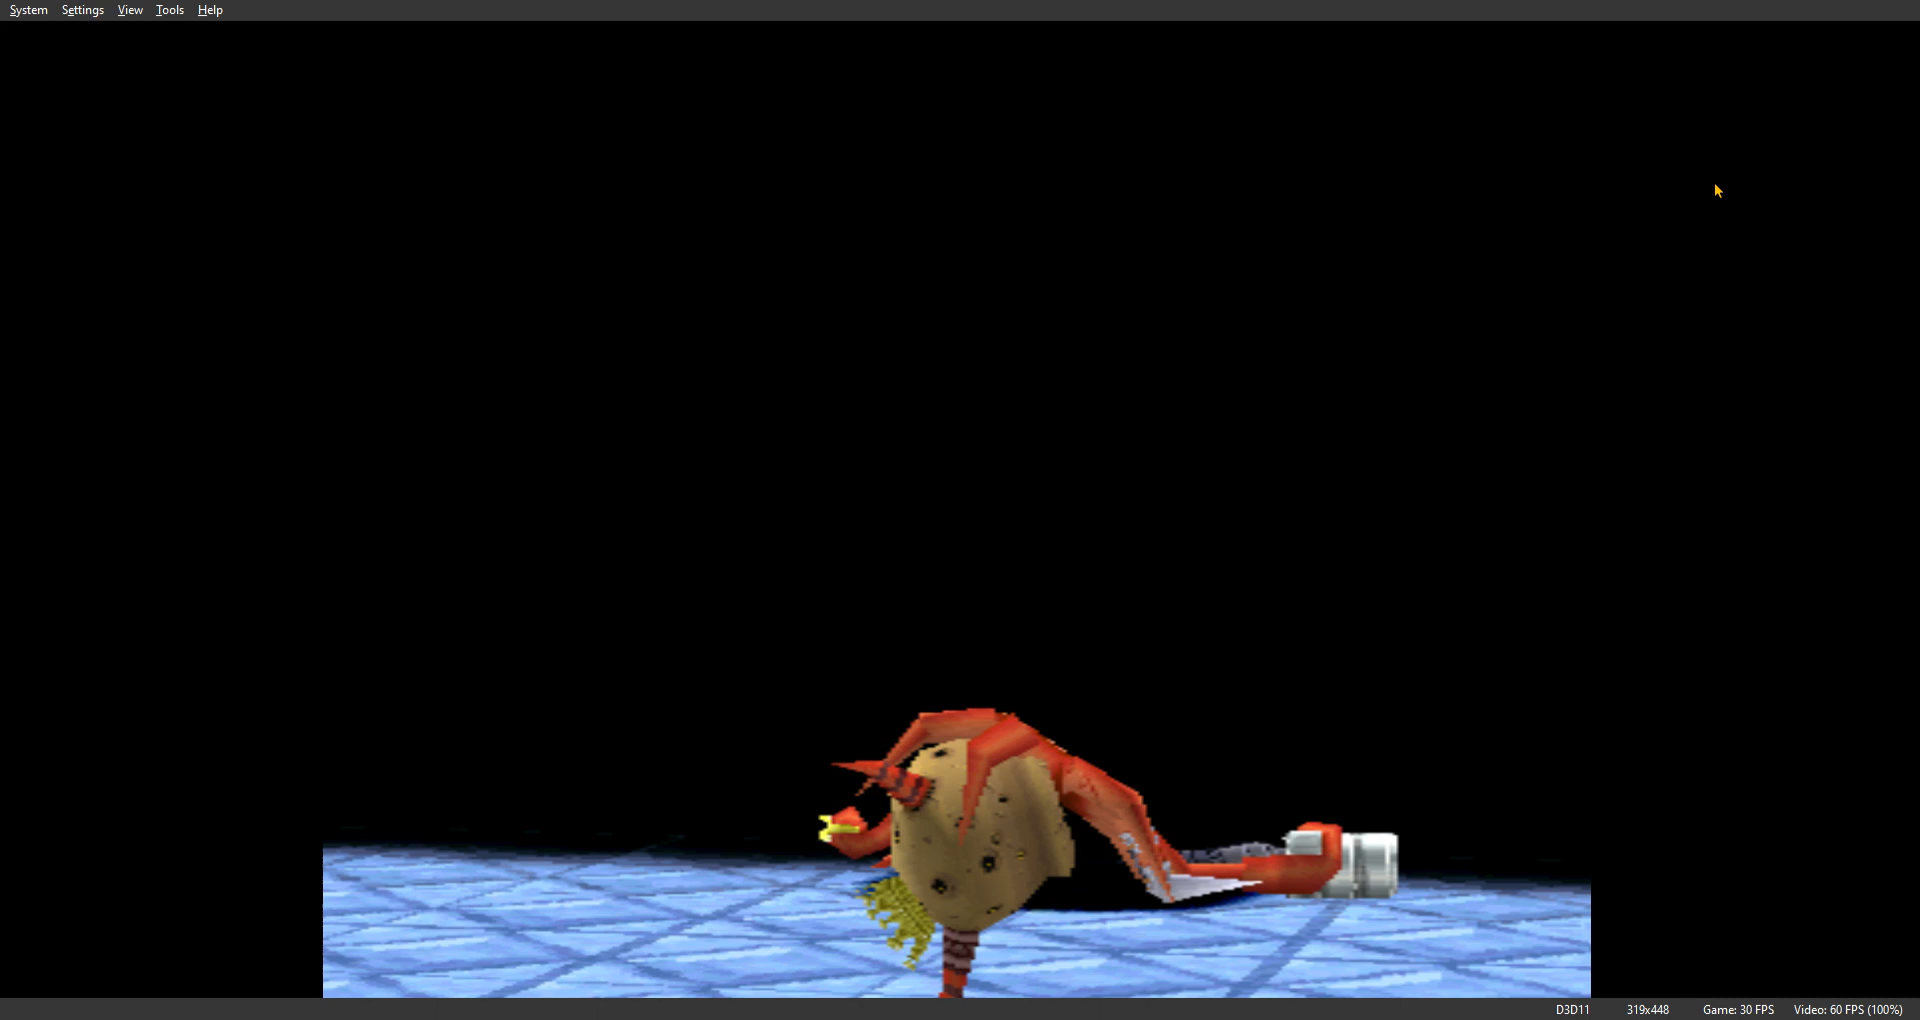 System Settings View Tools Help
D3D11 319x448 Game: 30 FPS Video: 60 FPS (100%)